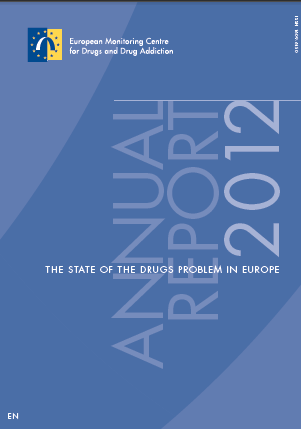 European Monitoring Centre
for Drugs and Drug Addiction
ANNUAL
REPORT
2012
THE STATE OF THE DRUGS PROBLEM IN EUROPE
EN